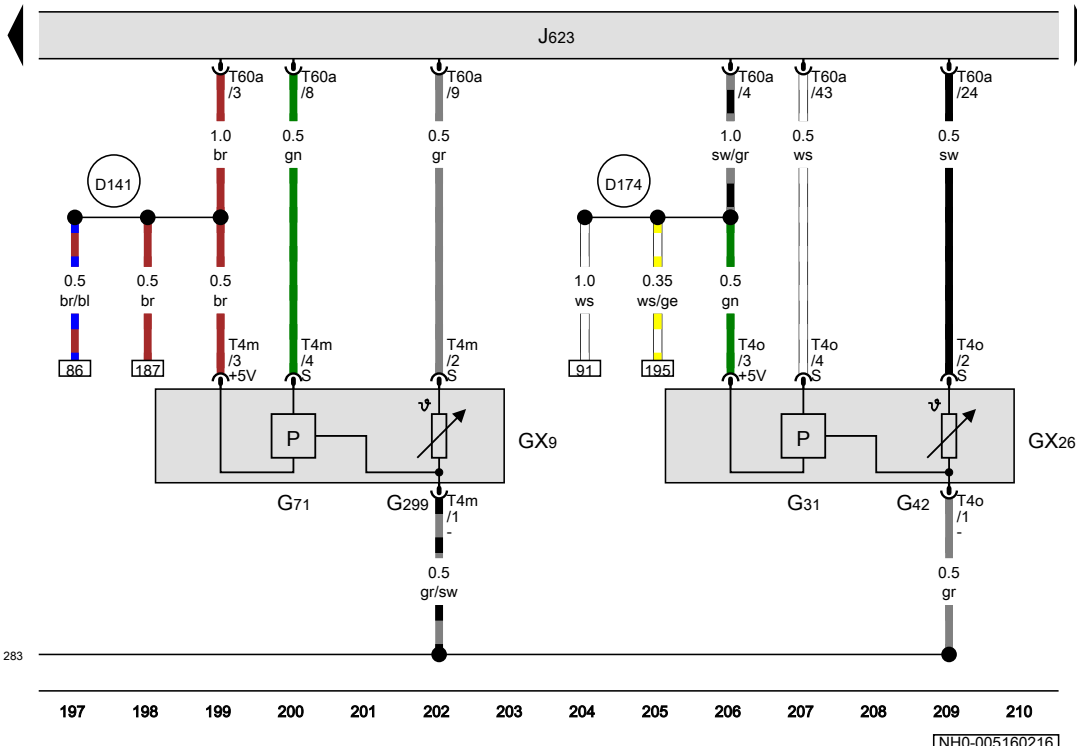 J623
T60a
/3
T60a
/8
T60a
/9
T60a
/4
T60a
/43
T60a
/24
1.0
br
0.5
gn
0.5
gr
1.0
sw/gr
0.5
ws
0.5
sw
D141
D174
0.5
br/bl
0.5
br
0.5
br
1.0
ws
0.35
ws/ge
0.5
gn
86
187
T4m
/3
+5V
T4m
/4
S
T4m
/2
S
91
195
T4o
/3
+5V
T4o
/4
S
T4o
/2
S
ϑ
P
GX9
ϑ
P
GX26
G71
G299
T4m
/1
-
G31
G42
T4o
/1
-
0.5
gr/sw
0.5
gr
283
197 198 199 200 201 202 203 204 205 206 207 208 209 210
NH0-005160216